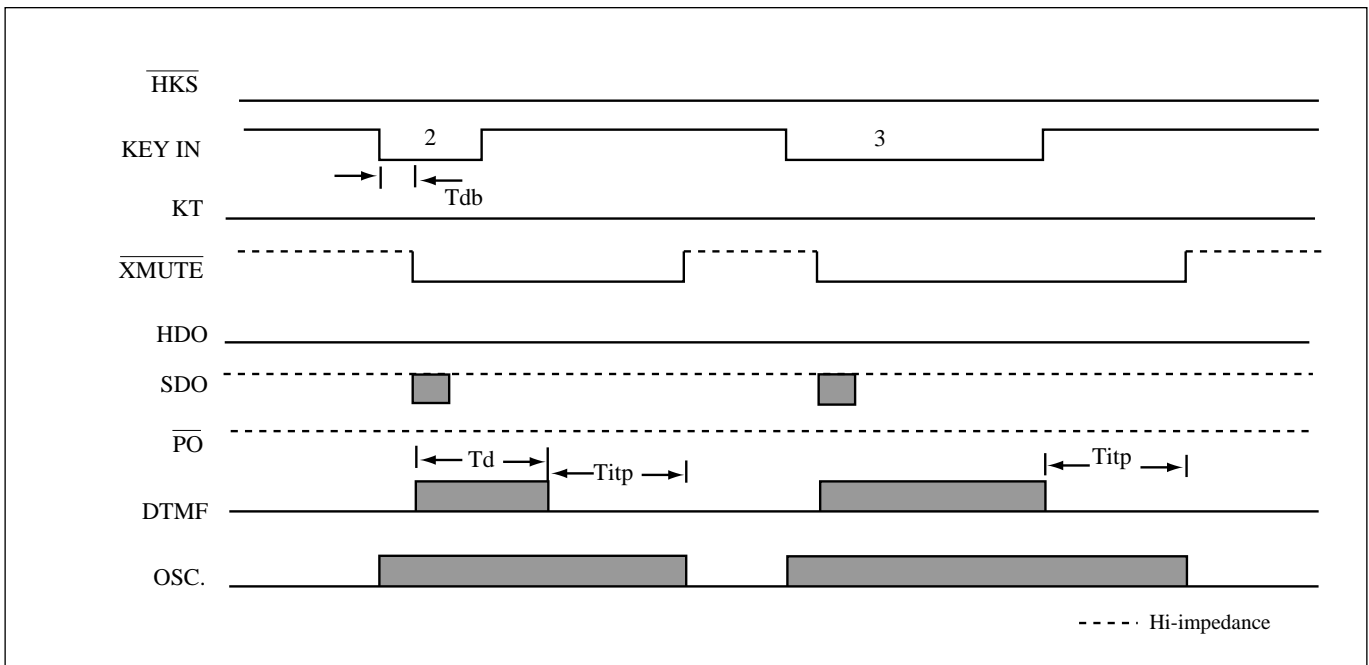 HKS
KEY IN
2
3
Tdb
KT
XMUTE
HDO
SDO
PO
Td
Titp
Titp
DTMF
OSC.
Hi-impedance